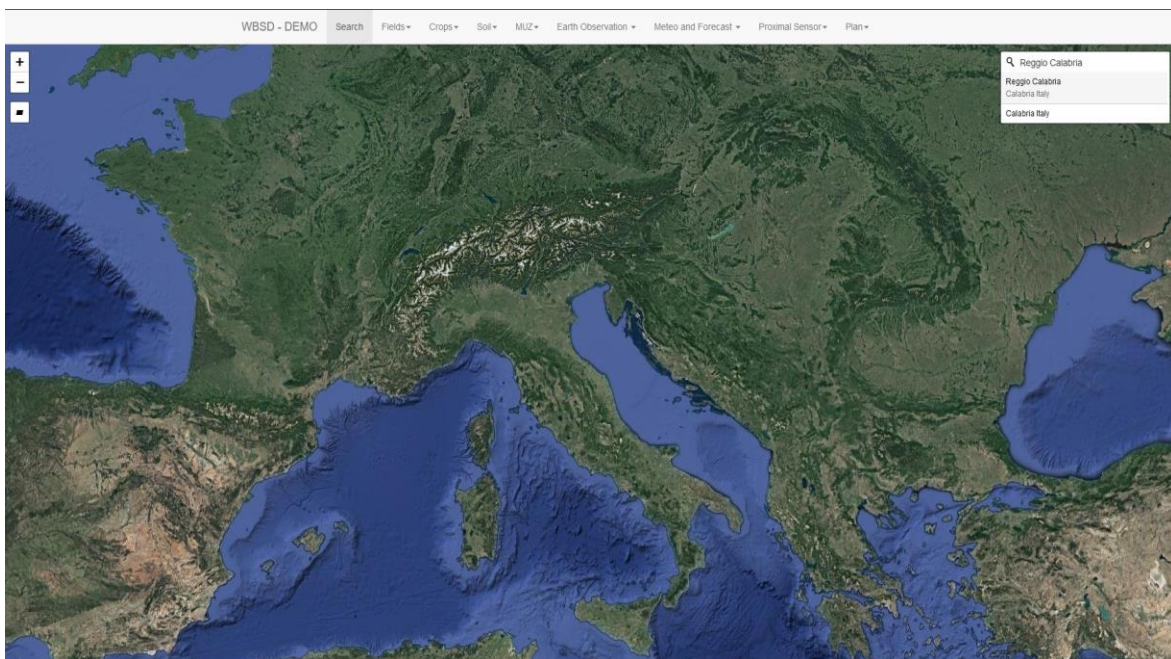 WBSD - DEMO Search Fields Crops Soil MUZ Earth Observation Meteo and Forecast Proximal Sensor Plan
+
−
Reggio Calabria
Reggio Calabria
Calabria Italy
Calabria Italy